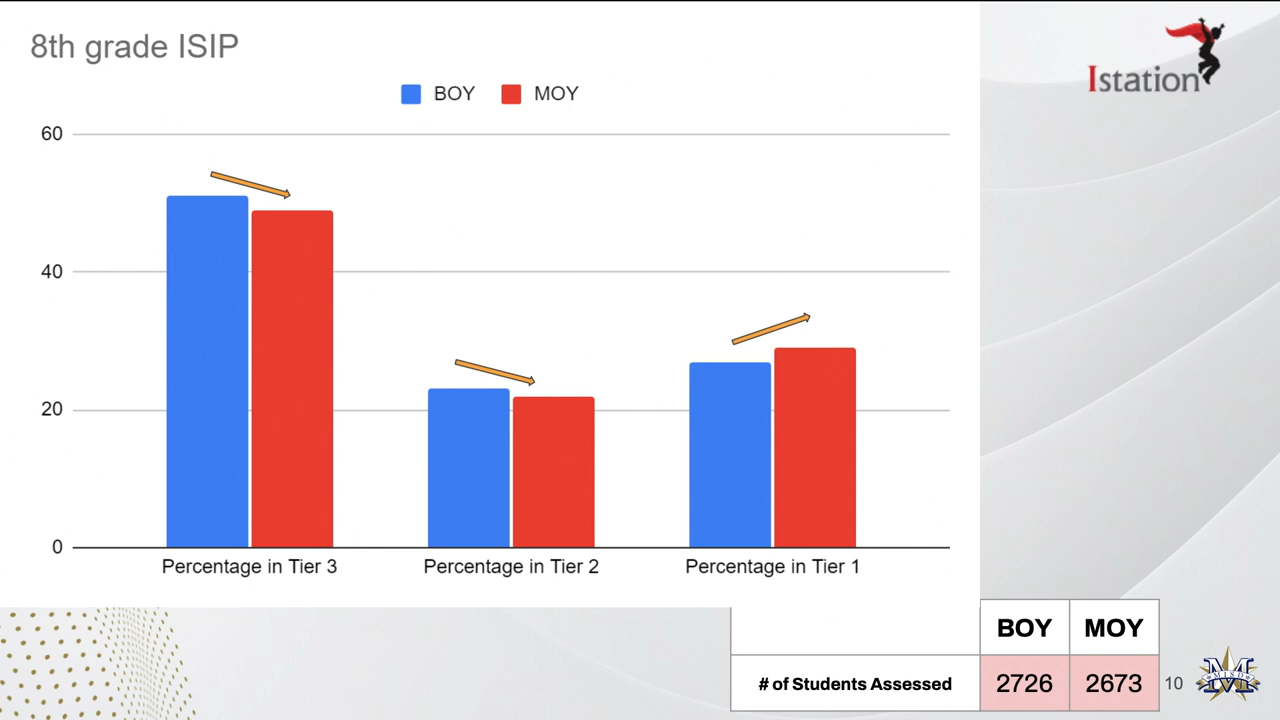 8th grade ISIP
Istation
BOY MOY
60
40
20
0
Percentage in Tier 3 Percentage in Tier 2 Percentage in Tier 1
BOY MOY
# of Students Assessed 2726 2673
10
M
MISD